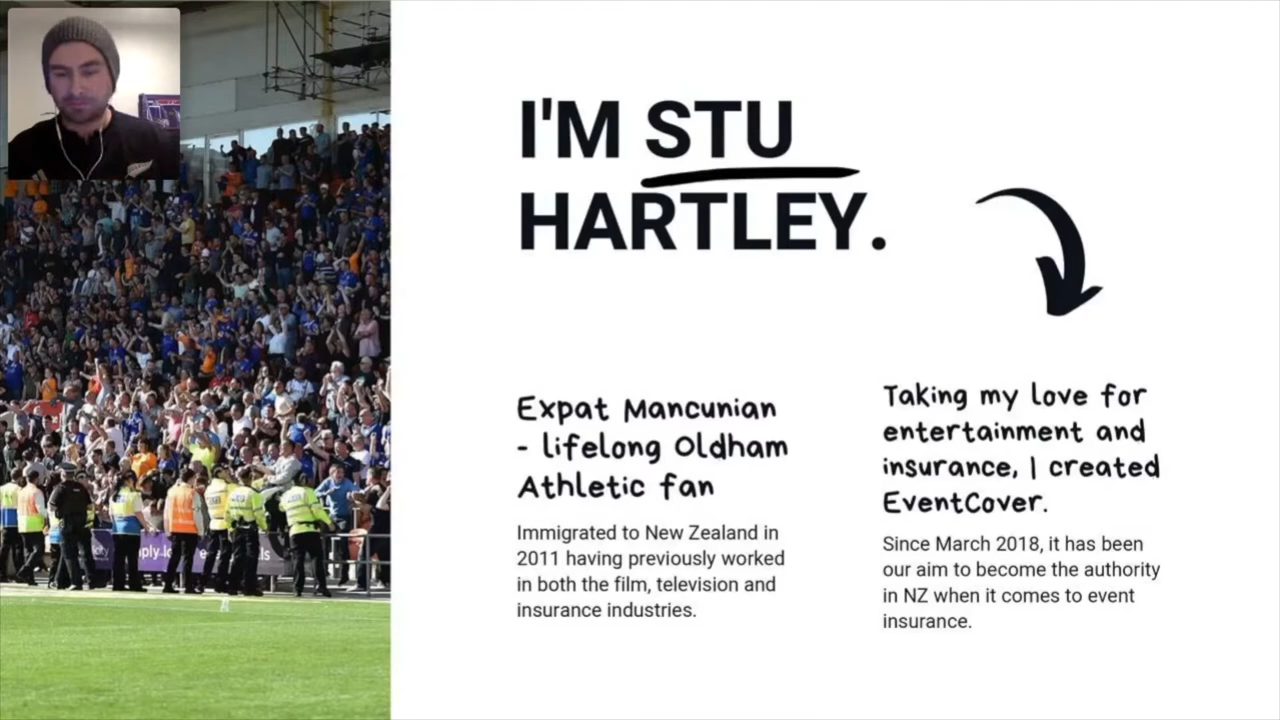 I'M STU
HARTLEY.
Expat Mancunian
- lifelong Oldham
Athletic fan
Immigrated to New Zealand in
2011 having previously worked
in both the film, television and
insurance industries.
Taking my love for
entertainment and
insurance, I created
EventCover.
Since March 2018, it has been
our aim to become the authority
in NZ when it comes to event
insurance.